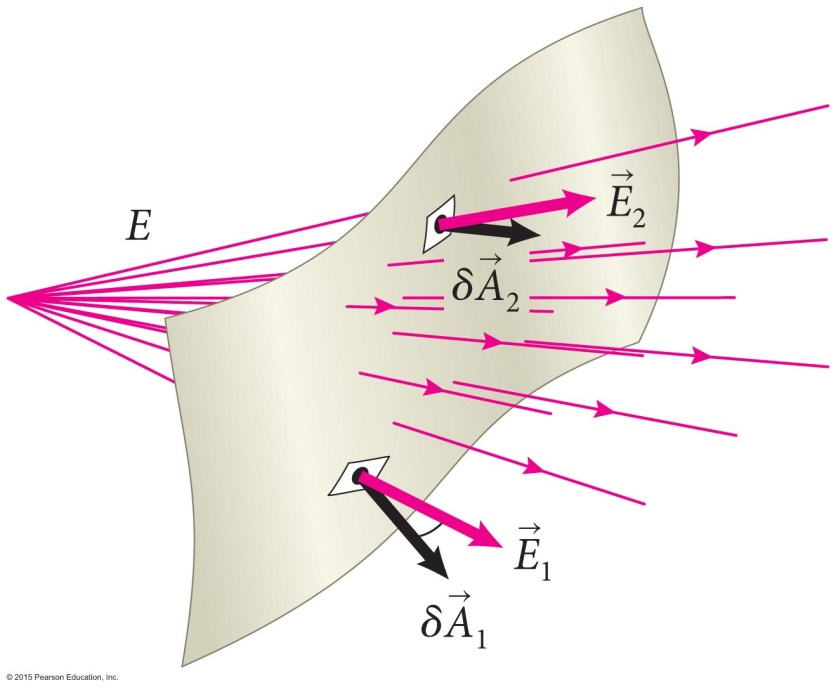 E
E⃗₂
δA⃗₂
E⃗₁
δA⃗₁
© 2015 Pearson Education, Inc.